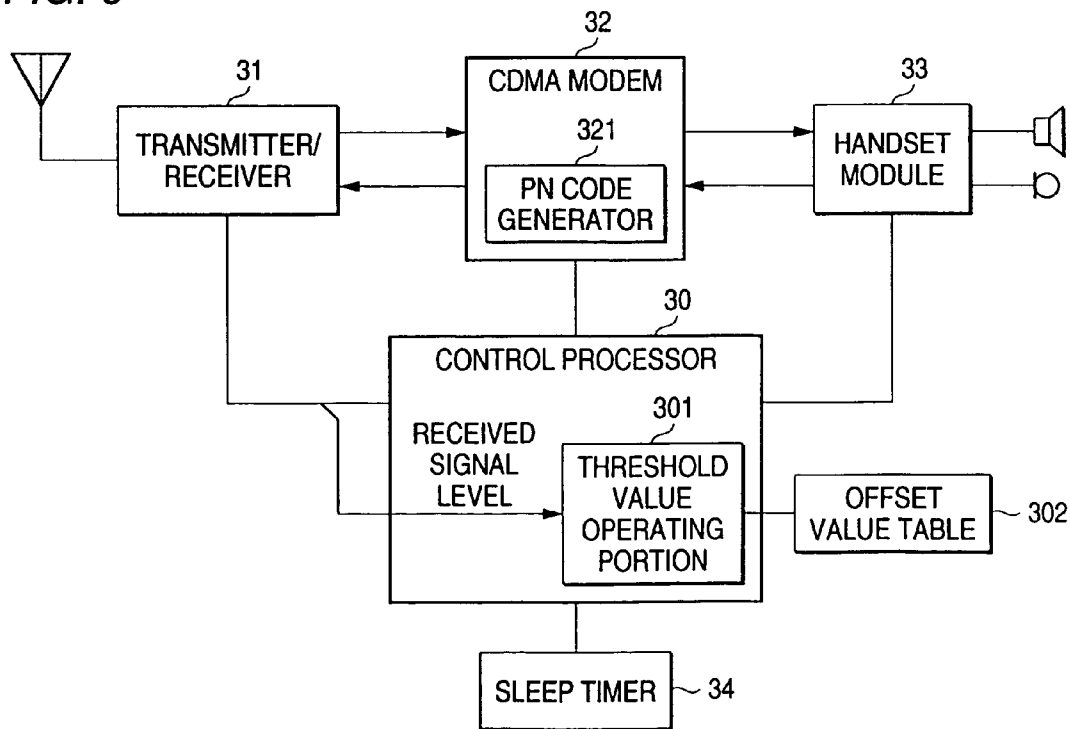 32
31
CDMA MODEM
33
TRANSMITTER/
RECEIVER
321
PN CODE
GENERATOR
HANDSET
MODULE
30
CONTROL PROCESSOR
RECEIVED
SIGNAL
LEVEL
301
THRESHOLD
VALUE
OPERATING
PORTION
OFFSET
VALUE TABLE
302
SLEEP TIMER
34